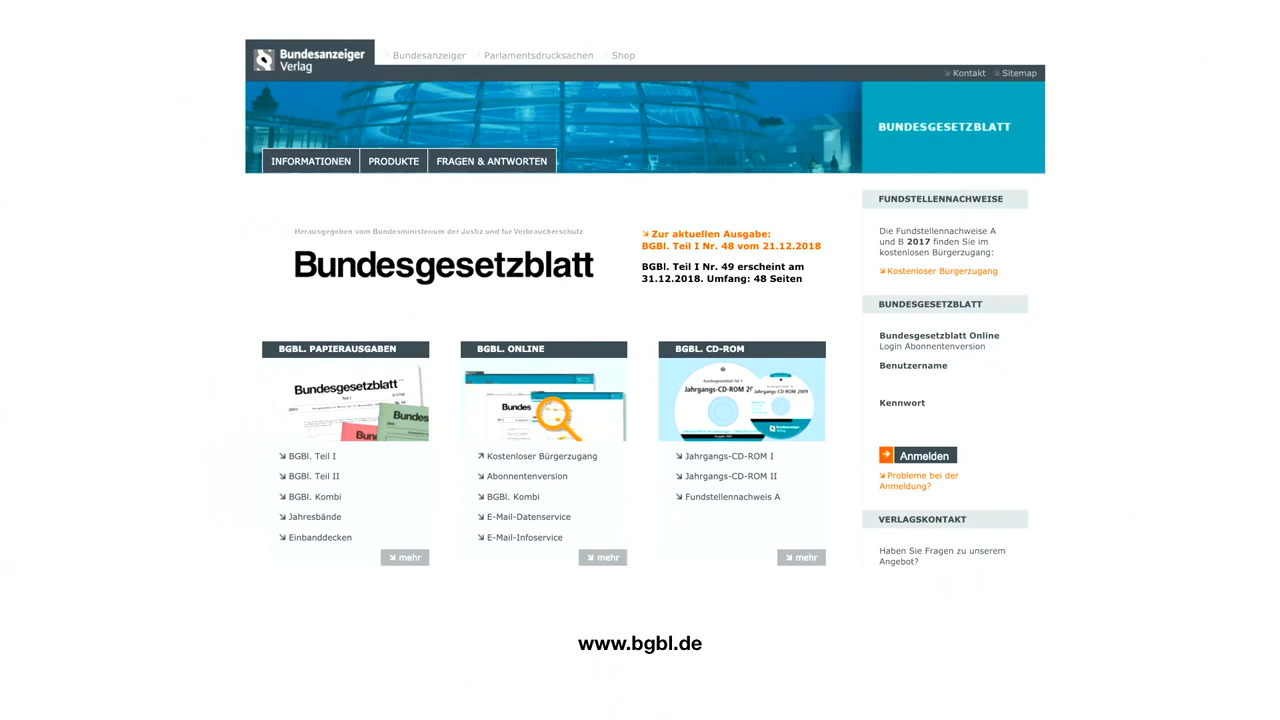 Bundesanzeiger
Verlag
Bundesanzeiger
Parlamentsdrucksachen
Shop
Kontakt
Sitemap
BUNDESGESETZBLATT
INFORMATIONEN
PRODUKTE
FRAGEN & ANTWORTEN
Herausgegeben vom Bundesministerium der Justiz und für Verbraucherschutz
Bundesgesetzblatt
Zur aktuellen Ausgabe:
BGBl. Teil I Nr. 48 vom 21.12.2018
BGBl. Teil I Nr. 49 erscheint am
31.12.2018. Umfang: 48 Seiten
BGBL. PAPIERAUSGABEN
Bundesgesetzblatt
Teil I
Bundes
Bun
BGBl. Teil I
BGBl. Teil II
BGBl. Kombi
Jahresbände
Einbanddecken
mehr
BGBL. ONLINE
Bundes
Kostenloser Bürgerzugang
Abonnentenversion
BGBl. Kombi
E-Mail-Datenservice
E-Mail-Infoservice
mehr
BGBL. CD-ROM
Jahrgangs-CD-ROM
Jahrgangs-CD-ROM 2009
Jahrgangs-CD-ROM I
Jahrgangs-CD-ROM II
Fundstellennachweis A
mehr
FUNDSTELLENNACHWEISE
Die Fundstellennachweise A
und B 2017 finden Sie im
kostenlosen Bürgerzugang:
Kostenloser Bürgerzugang
BUNDESGESETZBLATT
Bundesgesetzblatt Online
Login Abonnentenversion
Benutzername
Kennwort
Anmelden
Probleme bei der
Anmeldung?
VERLAGSKONTAKT
Haben Sie Fragen zu unserem
Angebot?
www.bgbl.de